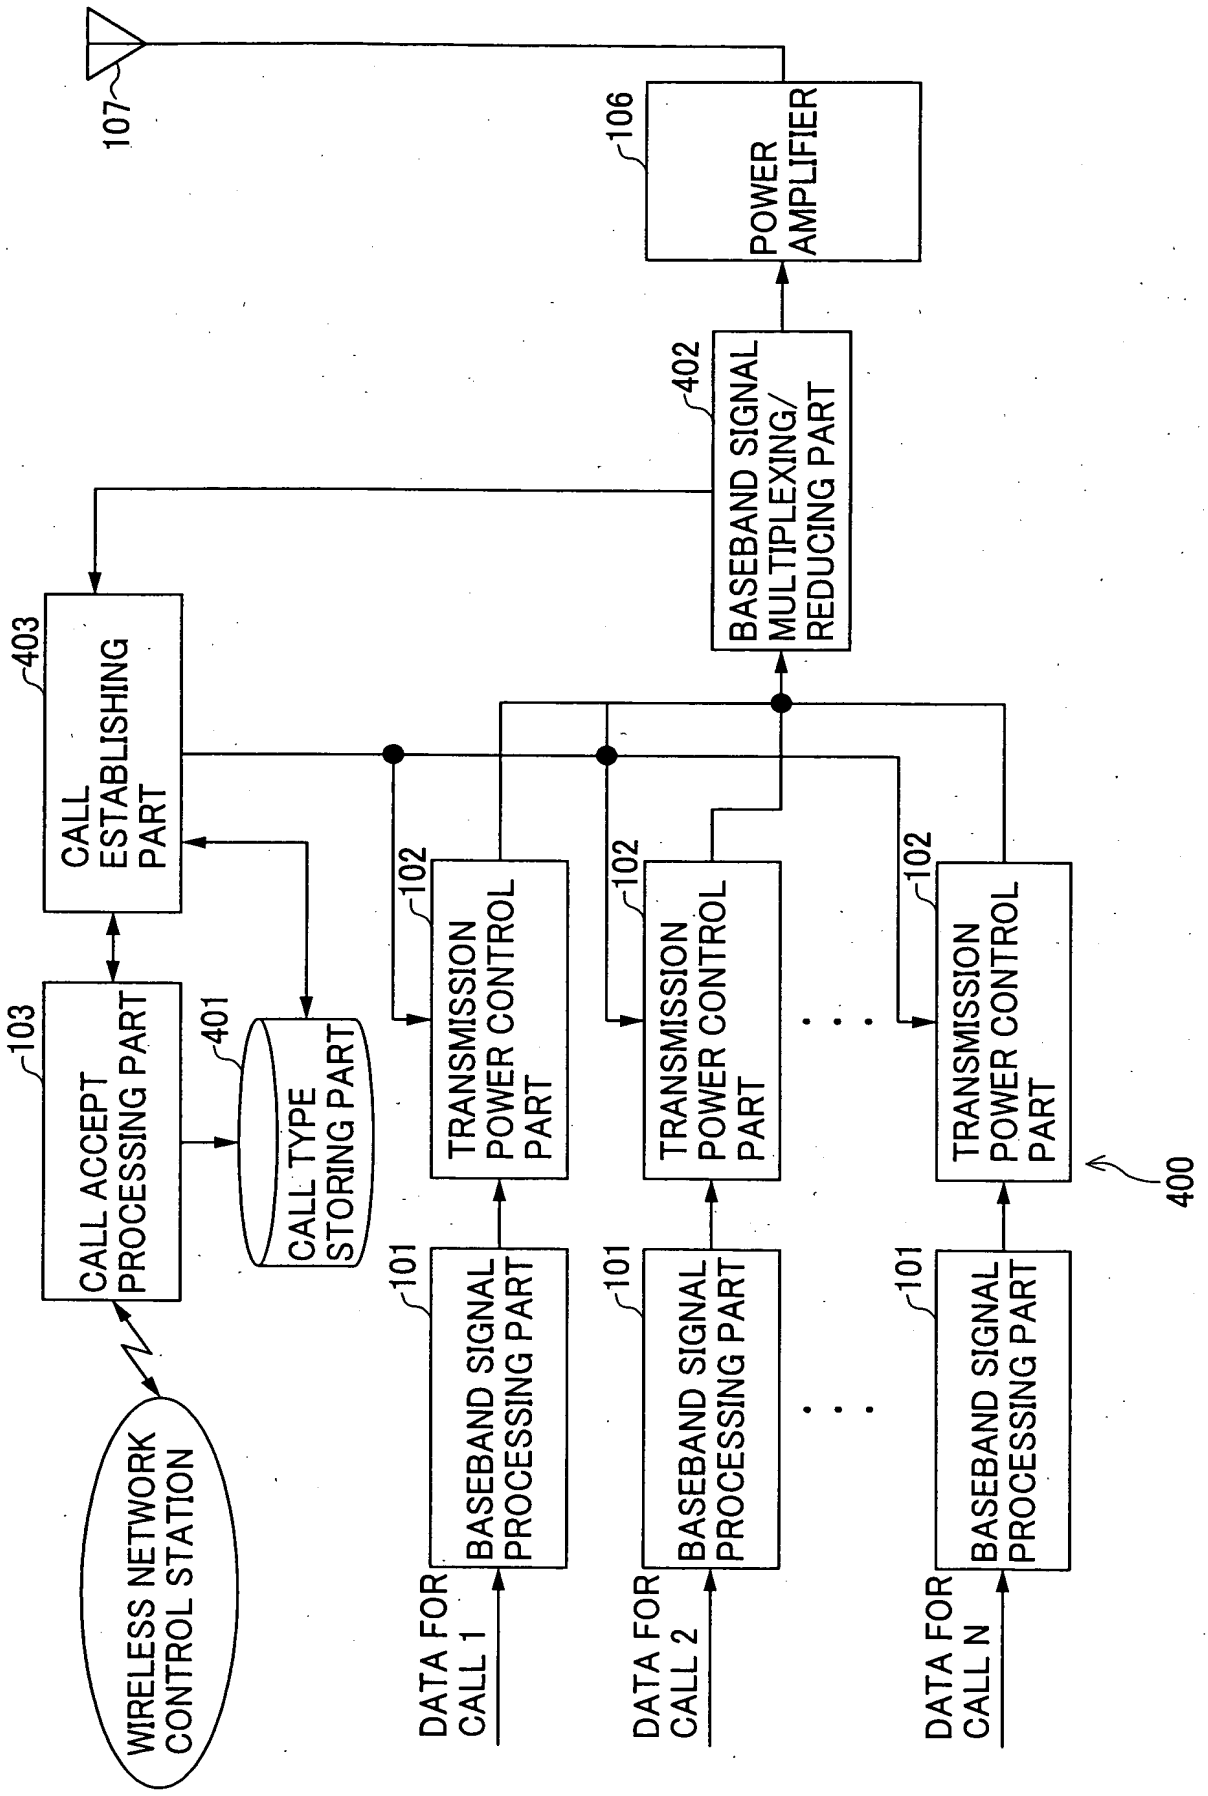 WIRELESS NETWORK
CONTROL STATION
103
CALL ACCEPT
PROCESSING PART
403
CALL
ESTABLISHING
PART
107
401
CALL TYPE
STORING PART
DATA FOR
CALL 1
101
BASEBAND SIGNAL
PROCESSING PART
102
TRANSMISSION
POWER CONTROL
PART
DATA FOR
CALL 2
101
BASEBAND SIGNAL
PROCESSING PART
102
TRANSMISSION
POWER CONTROL
PART
402
BASEBAND SIGNAL
MULTIPLEXING/
REDUCING PART
106
POWER
AMPLIFIER
. . .
. . .
DATA FOR
CALL N
101
BASEBAND SIGNAL
PROCESSING PART
102
TRANSMISSION
POWER CONTROL
PART
400